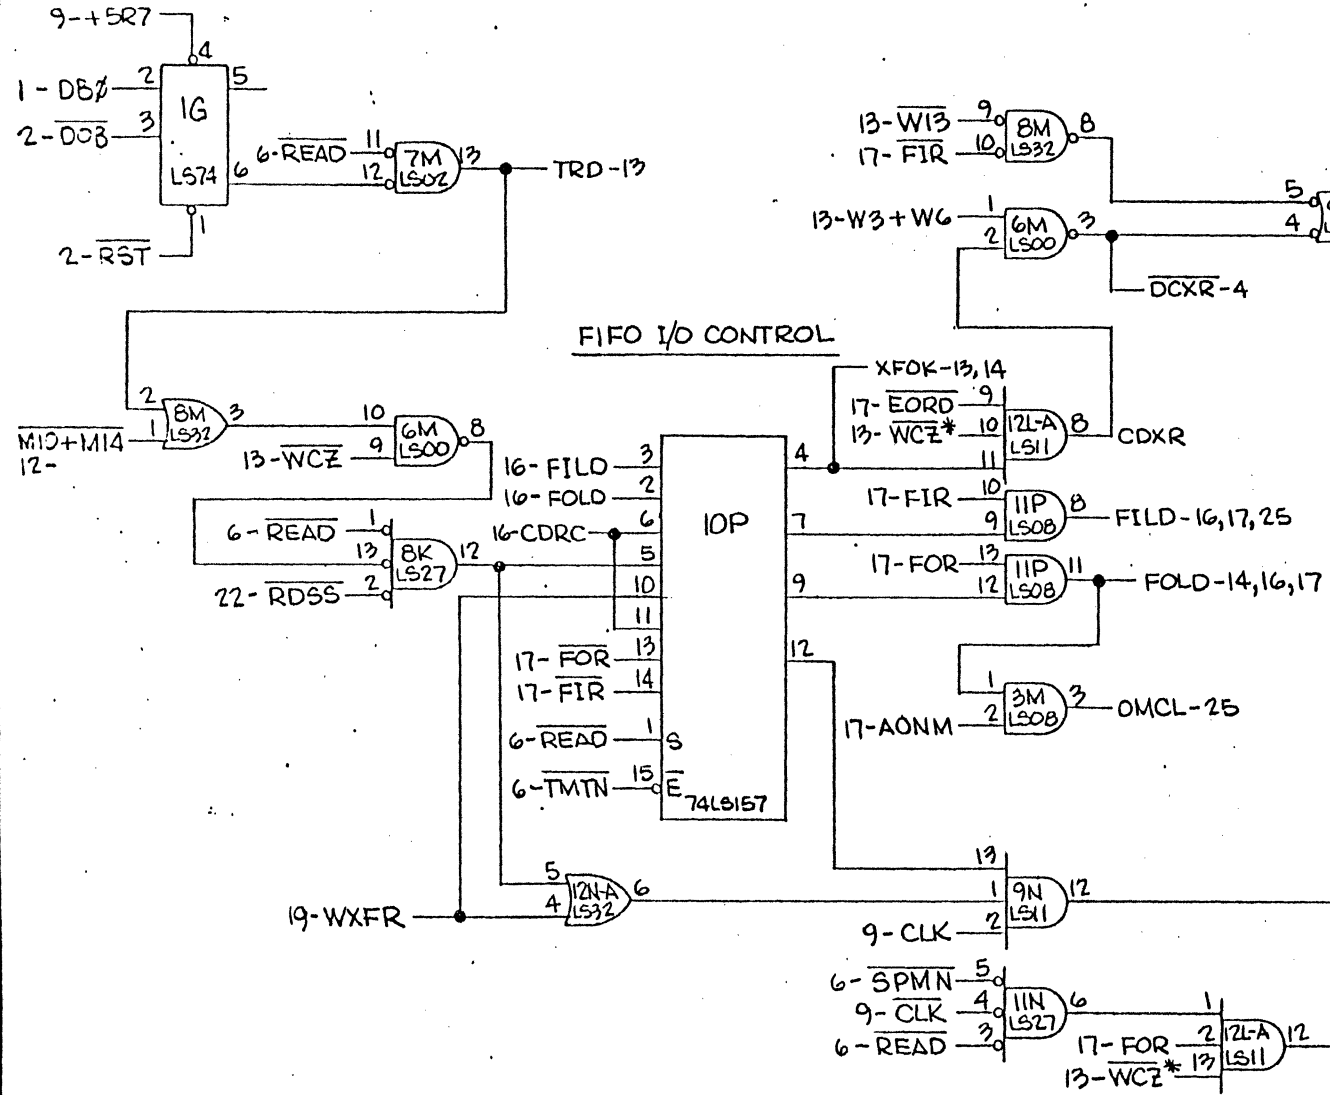 9-+5R7
4
1-DBØ 2 5
1G
2-DOB 3
LS74 6
1
2-RST
6-READ 11
12
7M
LS02
13
TRD-13
13-W13 9
17-FIR 10
8M
LS32
8
5
4
13-W3+W6 1
2
6M
LS00
3
DCXR-4
FIFO I/O CONTROL
XFOK-13,14
2
1
8M
LS32
3
12-
10
13-WCZ 9
6M
LS00
8
17-EORD 9
13-WCZ* 10
11
12L-A
LS11
8
CDXR
16-FILD 3
16-FOLD 2
16-CDRC 6
5
10
11
17-FOR 13
17-FIR 14
6-READ 1 S
6-TMTN 15 E
10P
74LS157
4
7
9
12
6-READ 1
13
22-RDSS 2
8K
LS27
12
17-FIR 10
9
11P
LS08
8
FILD-16,17,25
17-FOR 13
12
11P
LS08
11
FOLD-14,16,17
1
17-AONM 2
3M
LS08
3
OMCL-25
19-WXFR
5
4
12N-A
LS32
6
13
1
9-CLK 2
9N
LS11
12
6-SPMN 5
9-CLK 4
6-READ 3
11N
LS27
6
1
17-FOR 2
13-WCZ* 13
12L-A
LS11
12